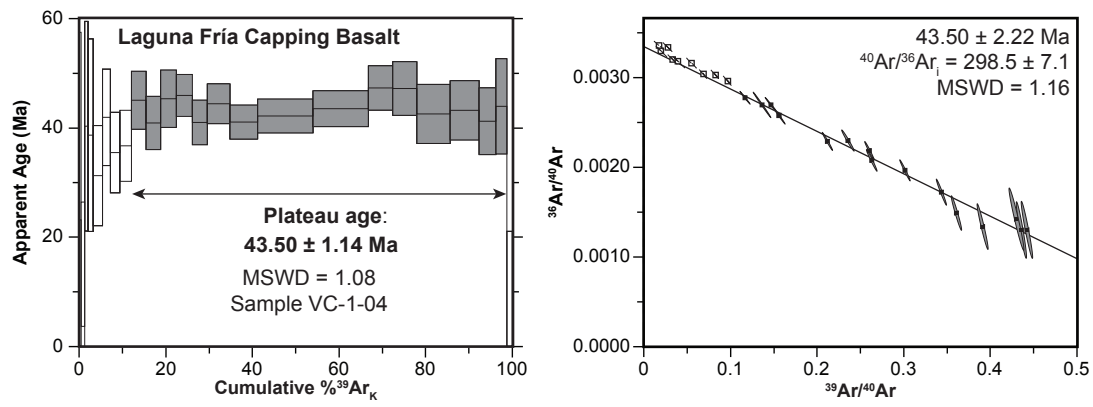 Laguna Fría Capping Basalt
60
40
20
0
Apparent Age (Ma)
Plateau age:
43.50 ± 1.14 Ma
MSWD = 1.08
Sample VC-1-04
0 20 40 60 80 100
Cumulative %³⁹Ar_K
43.50 ± 2.22 Ma
⁴⁰Ar/³⁶Ar_i = 298.5 ± 7.1
MSWD = 1.16
0.0030
0.0020
0.0010
0.0000
³⁶Ar/⁴⁰Ar
0 0.1 0.2 0.3 0.4 0.5
³⁹Ar/⁴⁰Ar